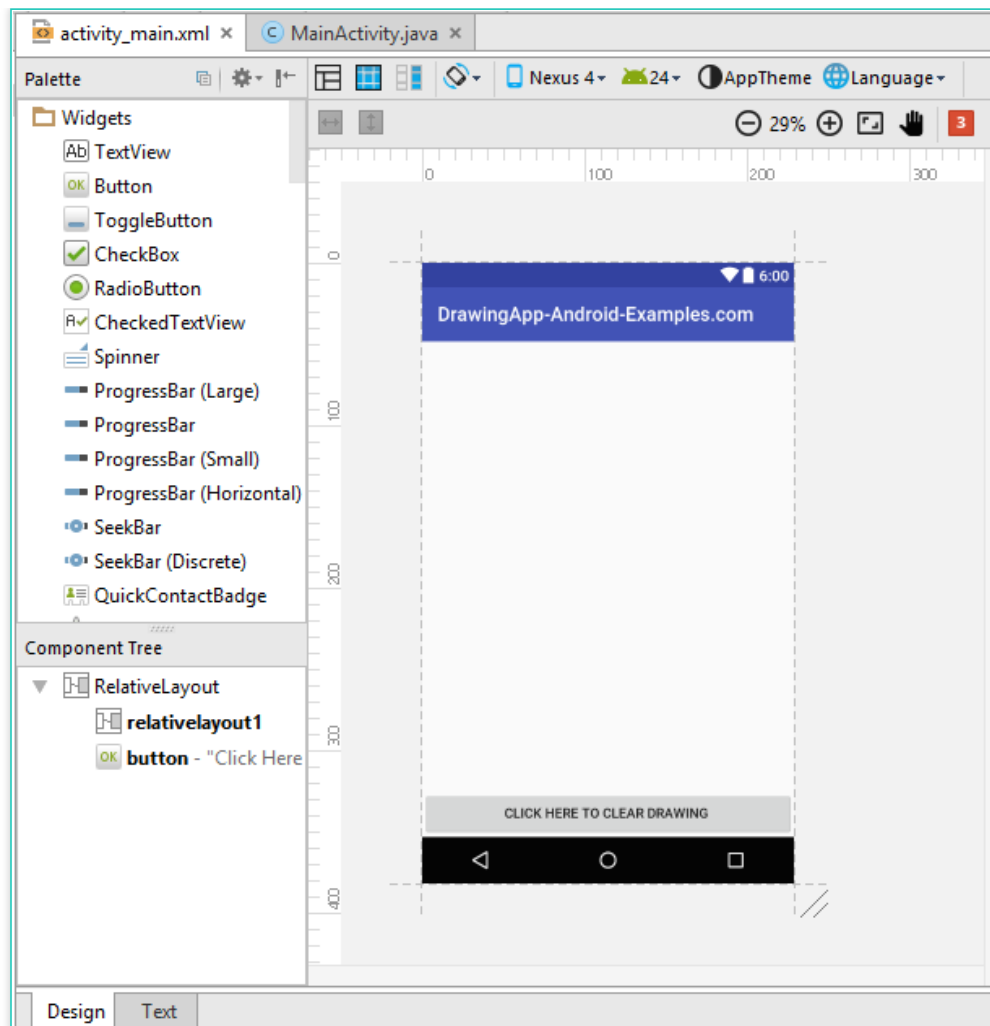 activity_main.xml
C MainActivity.java
Palette
Nexus 4
24
AppTheme
Language
29%
3
Widgets
Ab TextView
OK Button
ToggleButton
CheckBox
RadioButton
CheckedTextView
Spinner
ProgressBar (Large)
ProgressBar
ProgressBar (Small)
ProgressBar (Horizontal)
SeekBar
SeekBar (Discrete)
QuickContactBadge
Component Tree
RelativeLayout
relativelayout1
OK button - "Click Here
0 100 200 300
0
100
200
300
400
6:00
DrawingApp-Android-Examples.com
CLICK HERE TO CLEAR DRAWING
Design Text